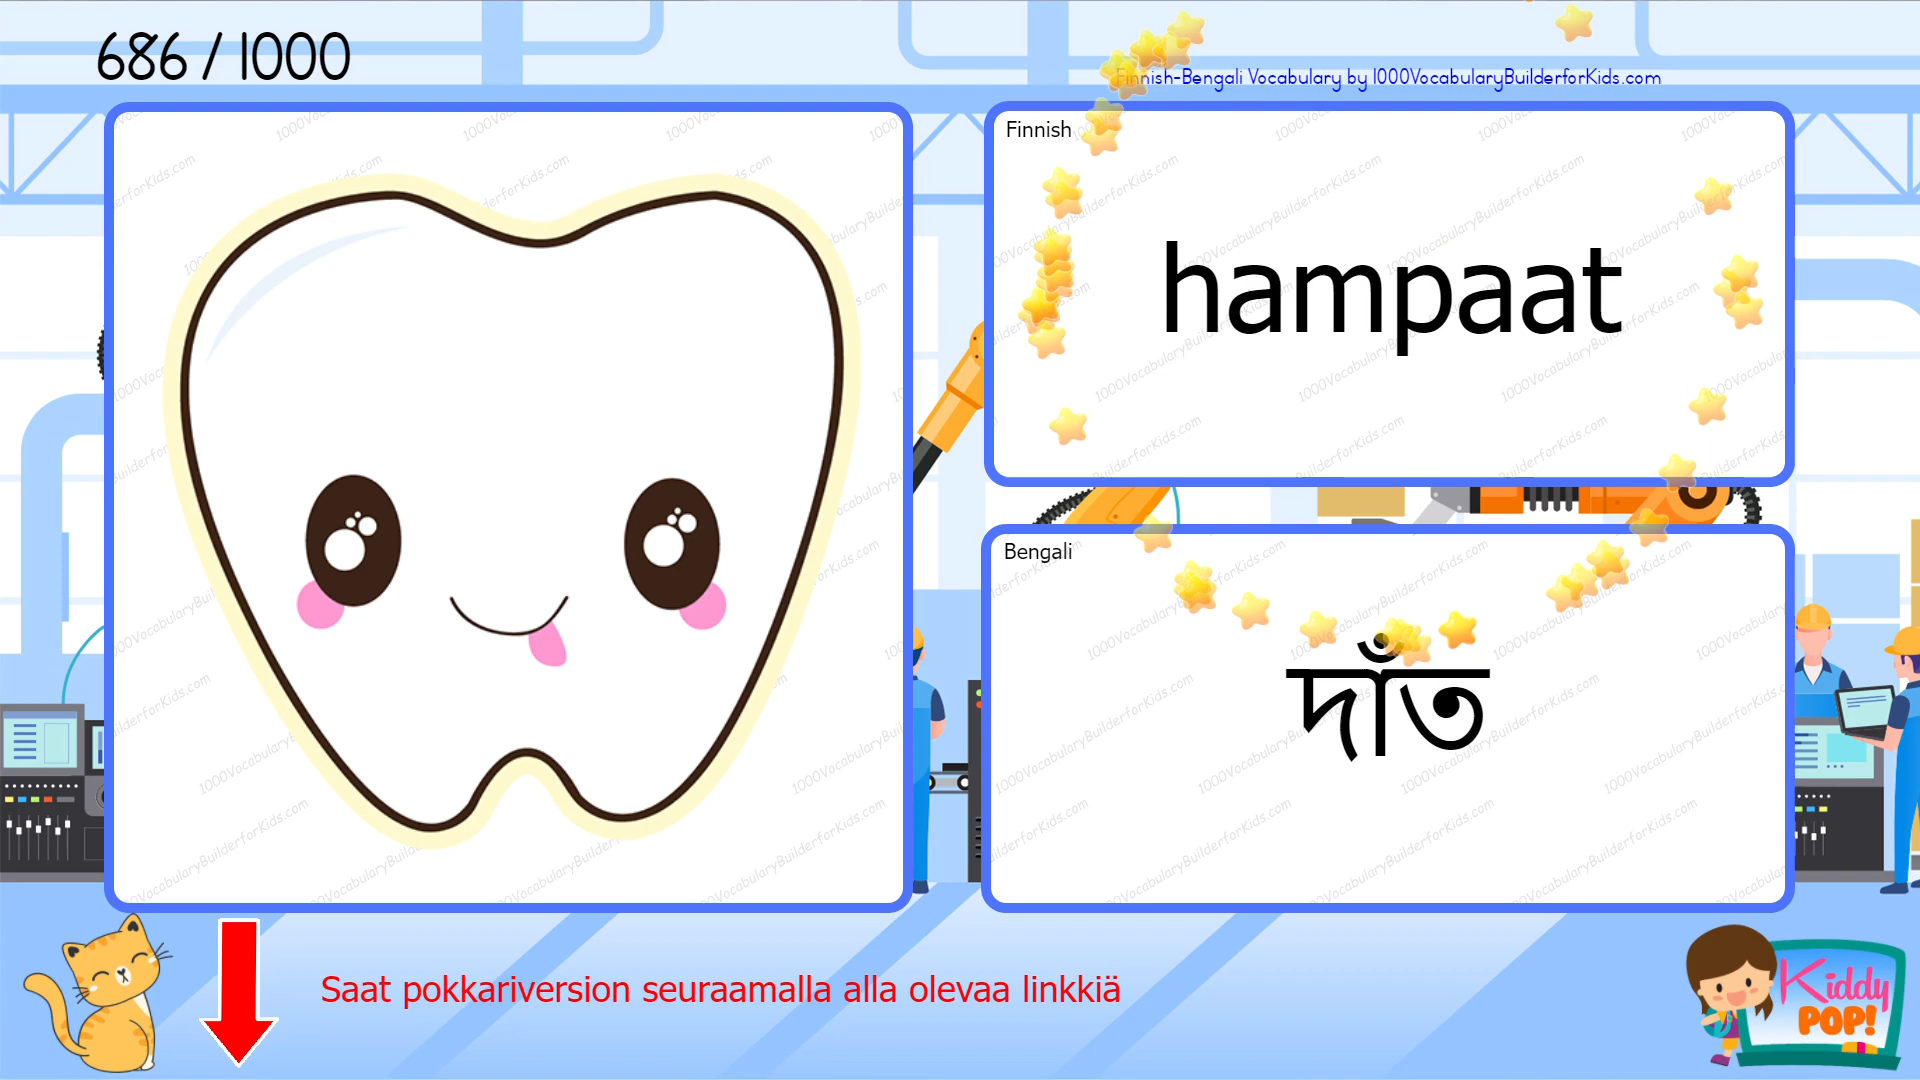 686 / 1000
Finnish-Bengali Vocabulary by 1000VocabularyBuilderforKids.com
Finnish
hampaat
Bengali
দাঁত
Saat pokkariversion seuraamalla alla olevaa linkkiä
Kiddy
POP!